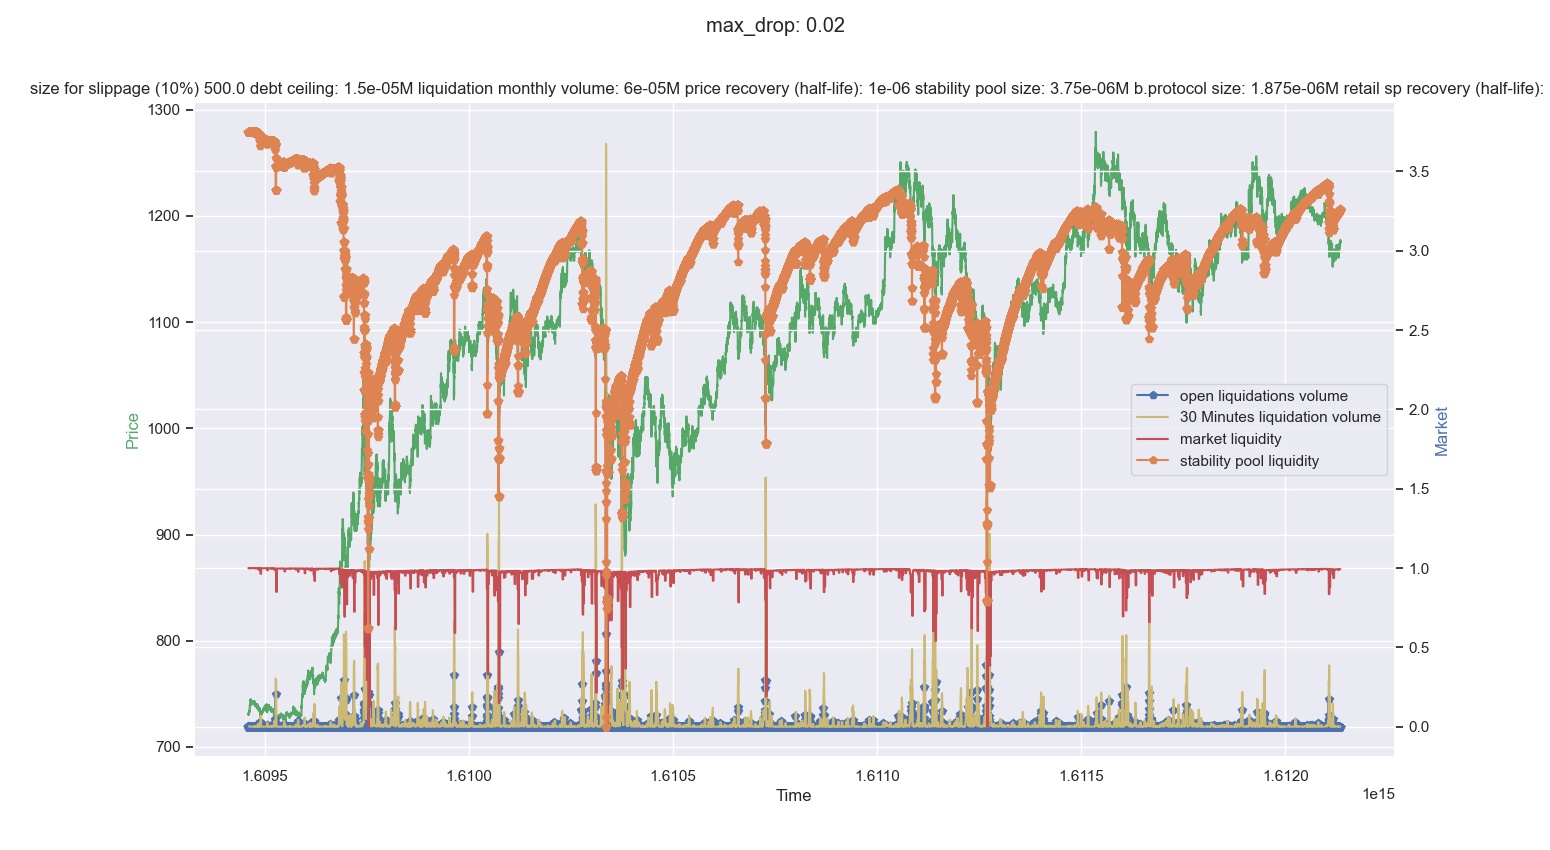 max_drop: 0.02
size for slippage (10%) 500.0 debt ceiling: 1.5e-05M liquidation monthly volume: 6e-05M price recovery (half-life): 1e-06 stability pool size: 3.75e-06M b.protocol size: 1.875e-06M retail sp recovery (half-life):
1300
1200
1100
1000
900
800
700
Price
3.5
3.0
2.5
2.0
1.5
1.0
0.5
0.0
Market
open liquidations volume
30 Minutes liquidation volume
market liquidity
stability pool liquidity
1.6095
1.6100
1.6105
1.6110
1.6115
1.6120
Time
1e15